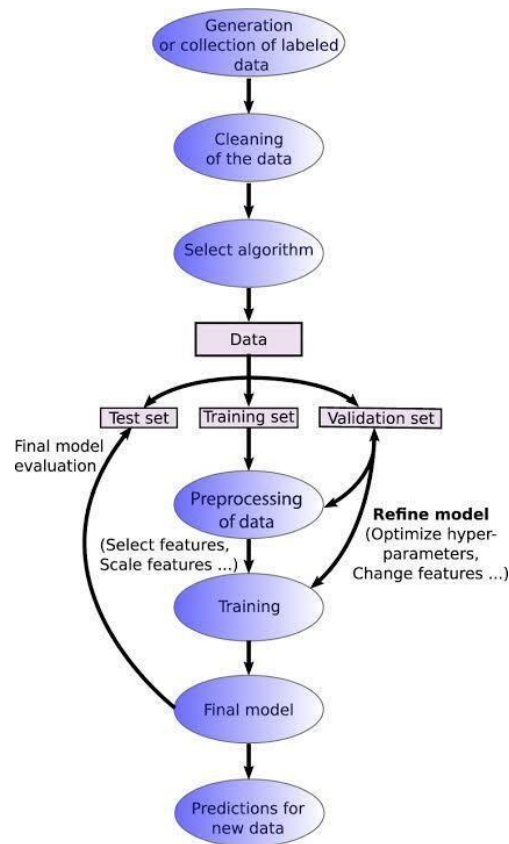 Generation
or collection of labeled
data
Cleaning
of the data
Select algorithm
Data
Test set
Training set
Validation set
Final model
evaluation
Preprocessing
of data
Refine model
(Optimize hyper-
parameters,
Change features ...)
(Select features,
Scale features ...)
Training
Final model
Predictions for
new data